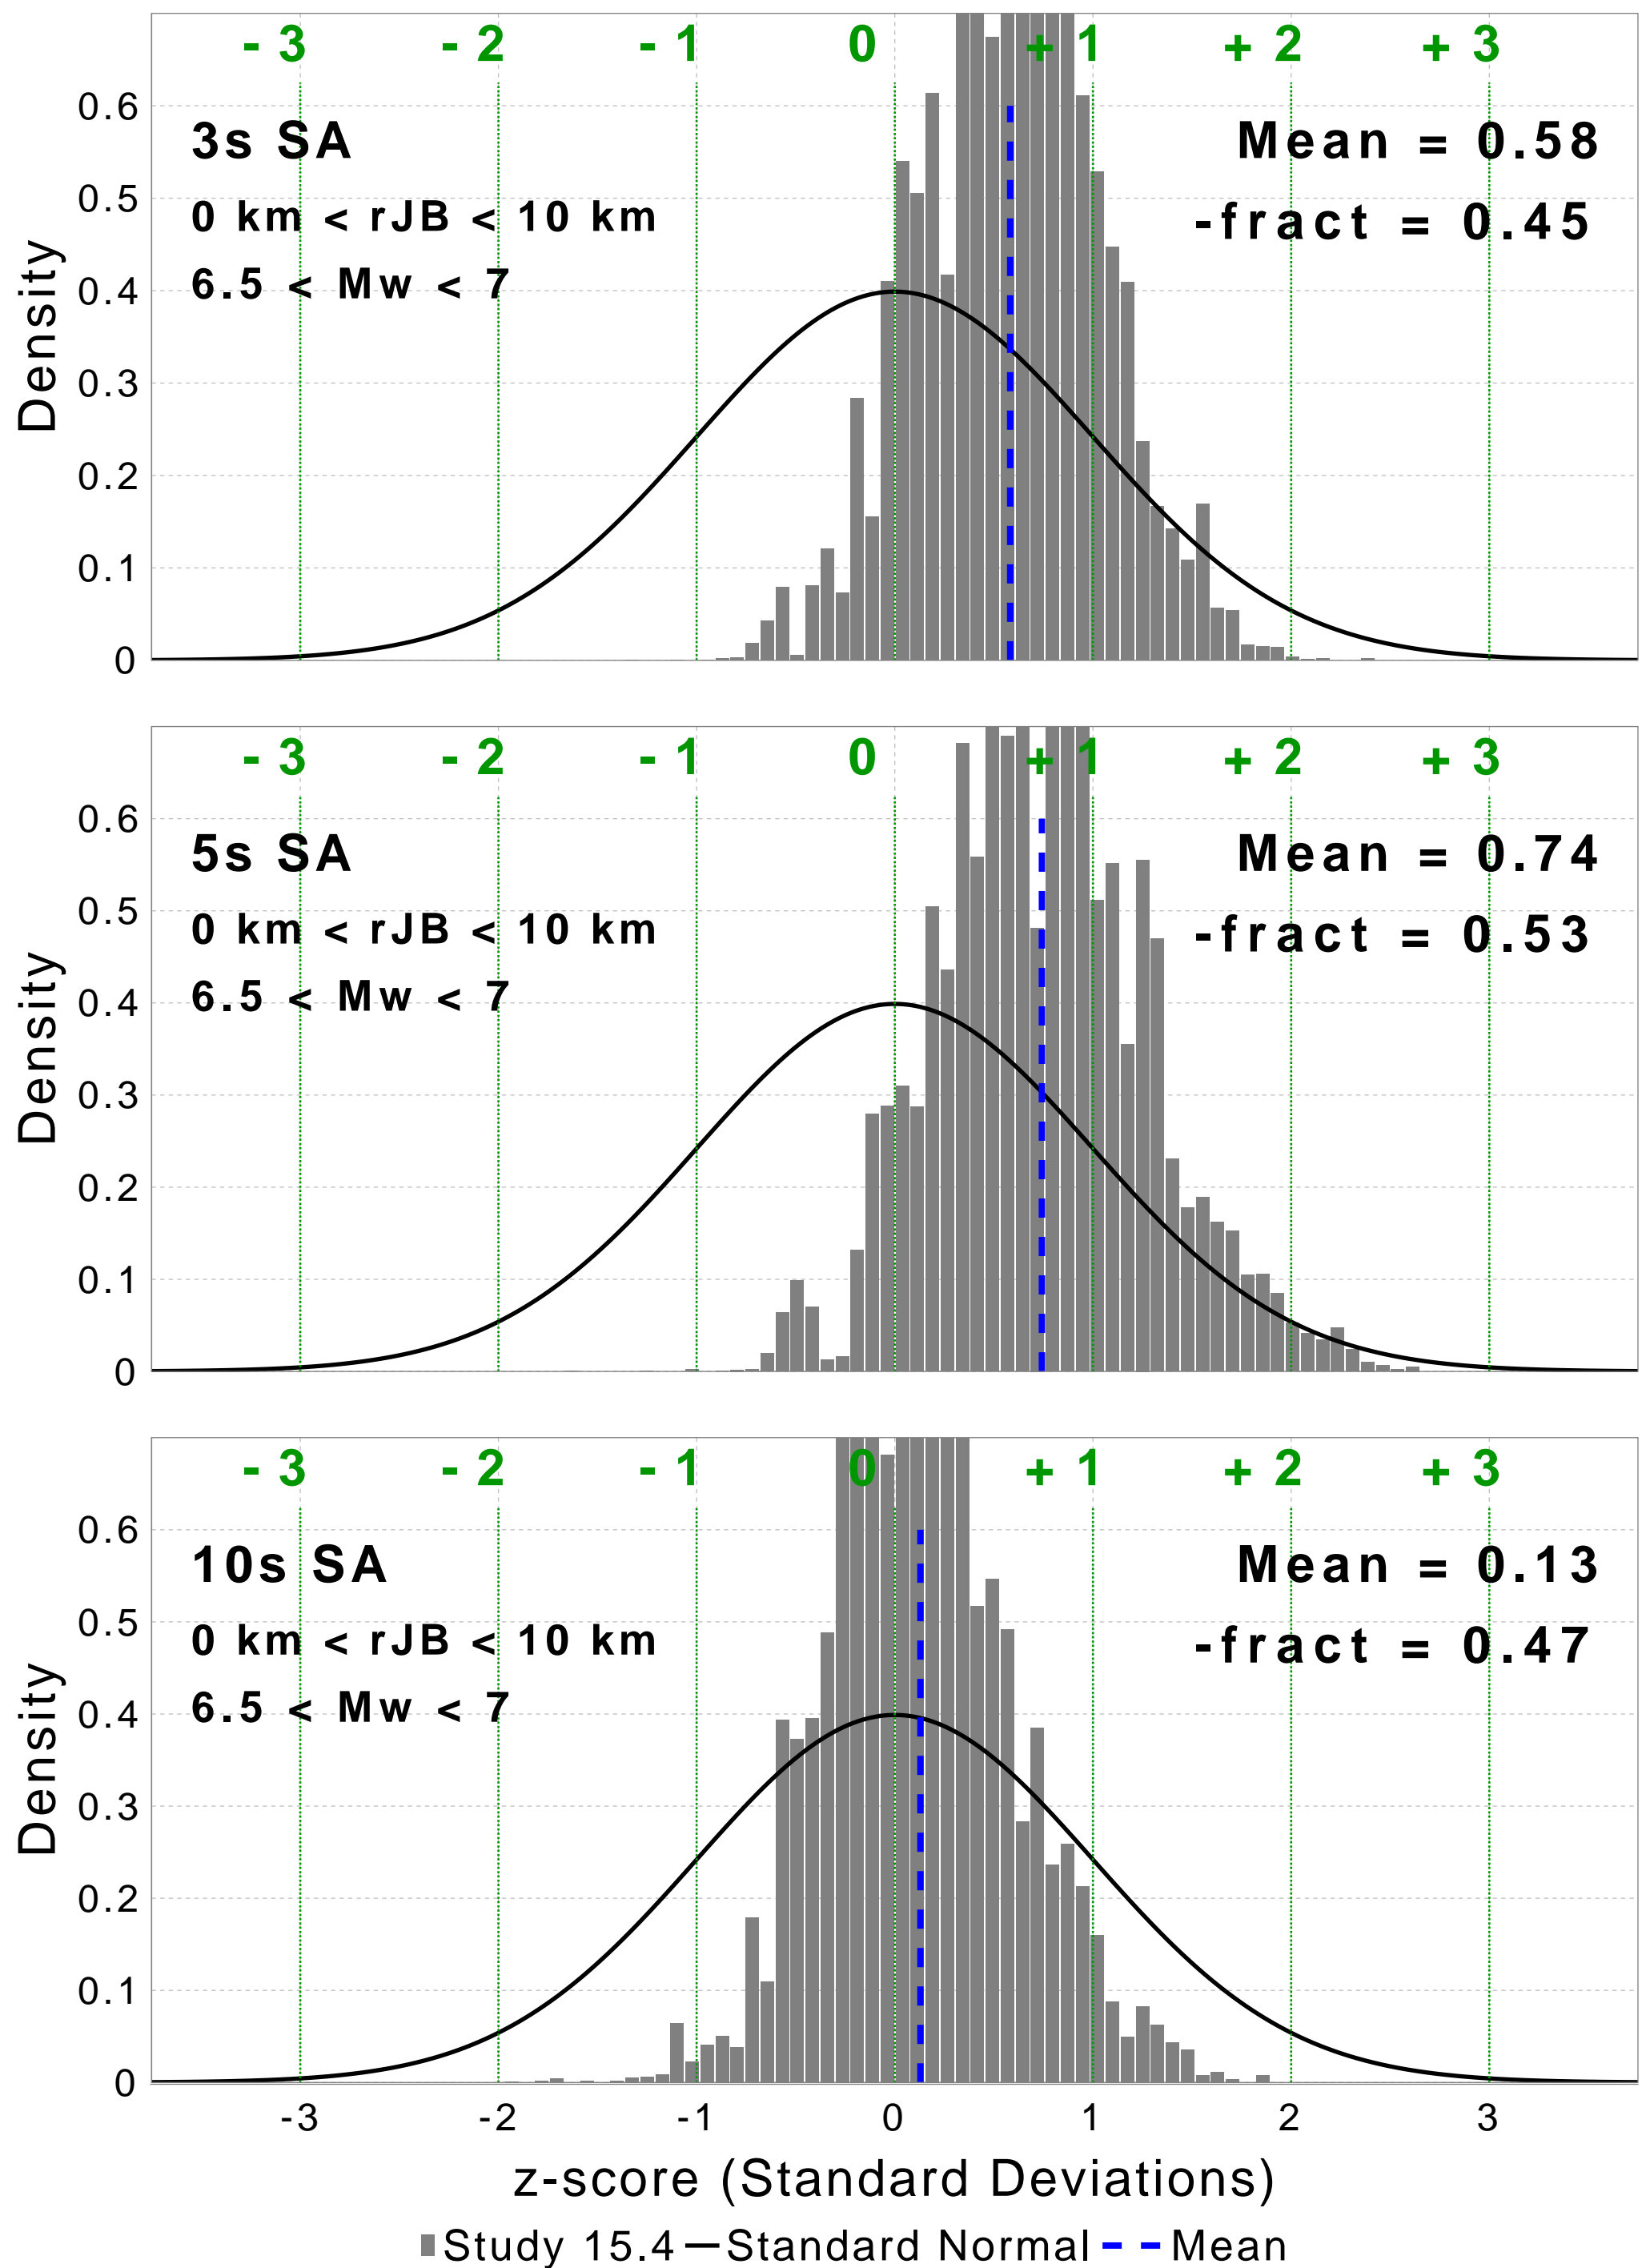 - 3 - 2 - 1 0 + 1 + 2 + 3
0.6
3s SA
Mean = 0.58
0.5
0 km < rJB < 10 km
-fract = 0.45
6.5 < Mw < 7
0.4
Density
0.3
0.2
0.1
0
- 3 - 2 - 1 0 + 1 + 2 + 3
0.6
5s SA
Mean = 0.74
0.5
0 km < rJB < 10 km
-fract = 0.53
6.5 < Mw < 7
0.4
Density
0.3
0.2
0.1
0
- 3 - 2 - 1 0 + 1 + 2 + 3
0.6
10s SA
Mean = 0.13
0.5
0 km < rJB < 10 km
-fract = 0.47
6.5 < Mw < 7
0.4
Density
0.3
0.2
0.1
0
-3 -2 -1 0 1 2 3
z-score (Standard Deviations)
Study 15.4 Standard Normal Mean